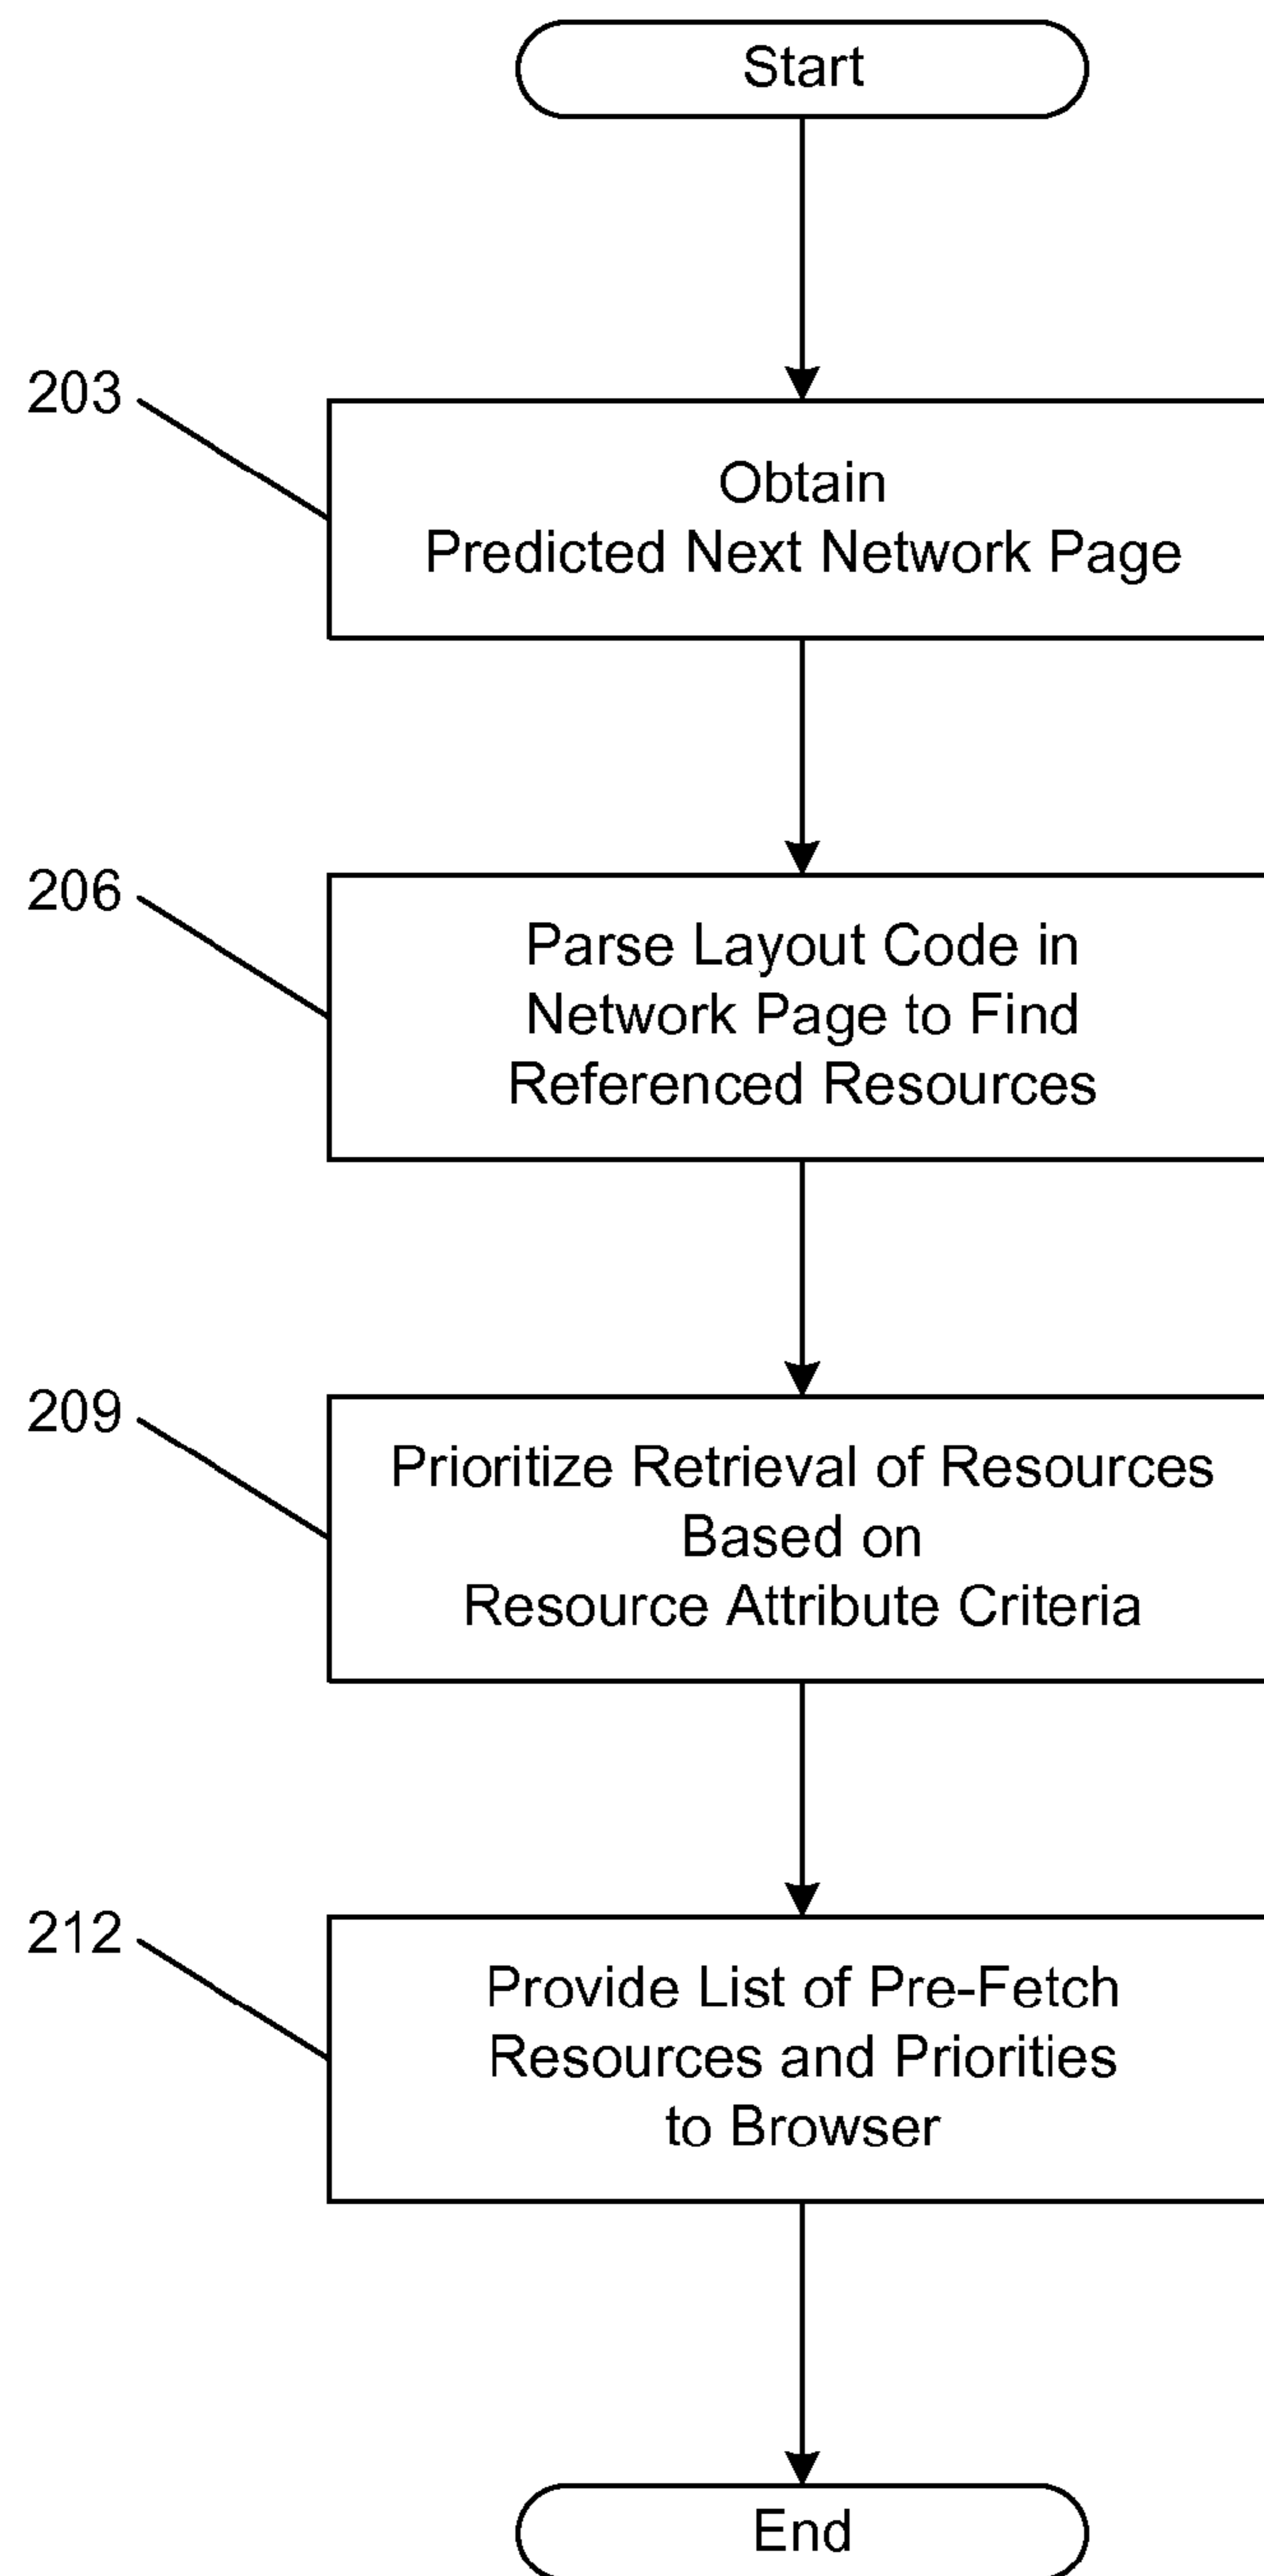 Start
203
Obtain
Predicted Next Network Page
206
Parse Layout Code in
Network Page to Find
Referenced Resources
209
Prioritize Retrieval of Resources
Based on
Resource Attribute Criteria
212
Provide List of Pre-Fetch
Resources and Priorities
to Browser
End